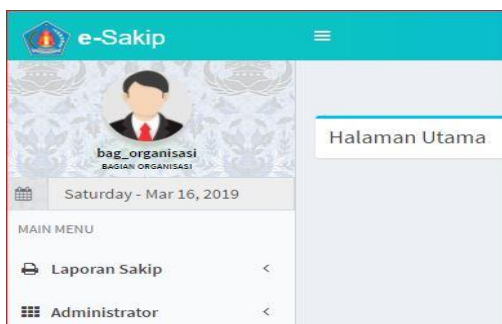 e-Sakip
bag_organisasi
BAGIAN ORGANISASI
Saturday - Mar 16, 2019
MAIN MENU
Laporan Sakip
Administrator
Halaman Utama